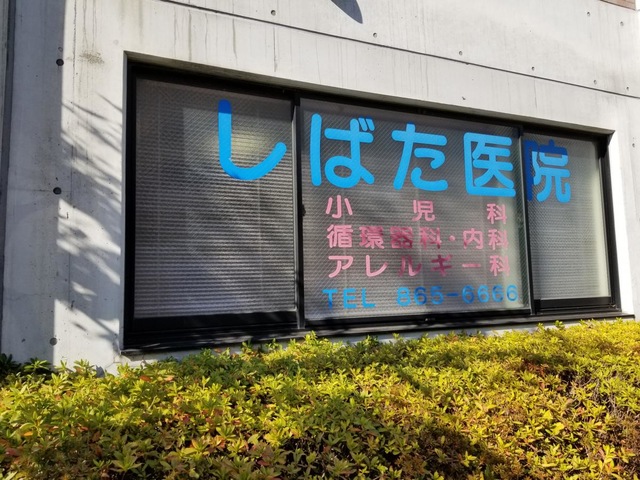 しばた医院
小児科
循環器科・内科
アレルギー科
TEL 865-6666